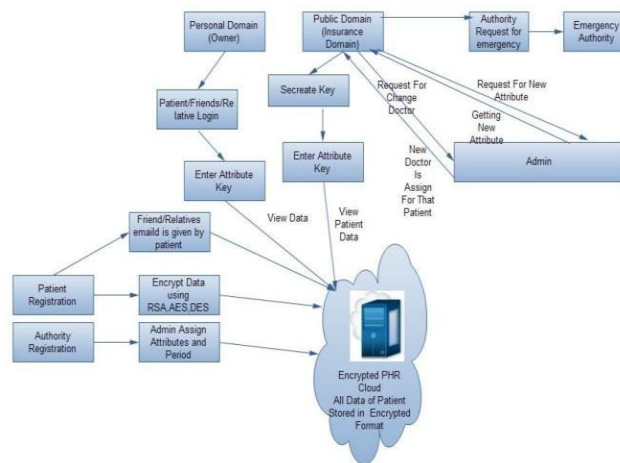 Personal Domain
(Owner)
Public Domain
(Insurance
Domain)
Authority
Request for
emergency
Emergency
Authority
Patient/Friends/Re
lative Login
Secreate Key
Request For
Change
Doctor
Request For New
Attribute
Getting
New
Attribute
Enter Attribute
Key
Enter Attribute
Key
New
Doctor
Is
Assign
For That
Patient
Admin
View Data
View
Patient
Data
Friend/Relatives
emaild is given by
patient
Patient
Registration
Encrypt Data
using
RSA,AES,DES
Authority
Registration
Admin Assign
Attributes and
Period
Encrypted PHR
Cloud
All Data of Patient
Stored in Encrypted
Format